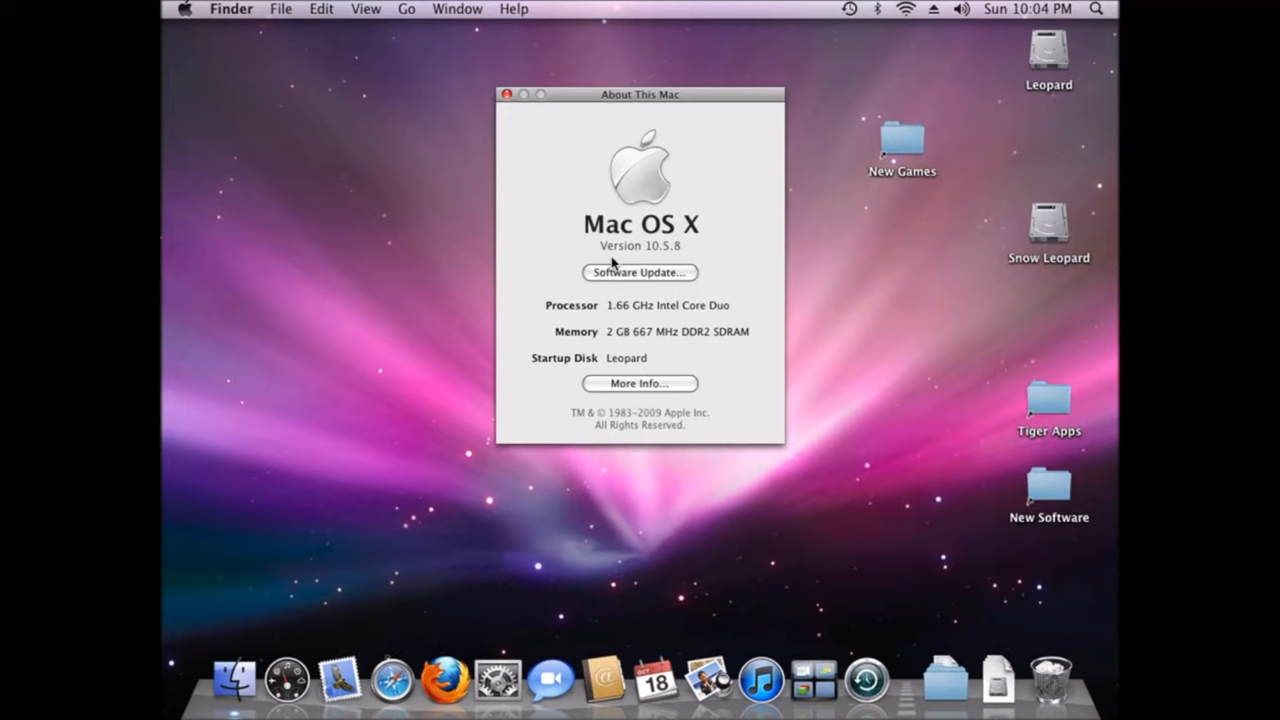 Finder File Edit View Go Window Help Sun 10:04 PM
Leopard
About This Mac
Mac OS X
Version 10.5.8
Software Update...
Processor 1.66 GHz Intel Core Duo
Memory 2 GB 667 MHz DDR2 SDRAM
Startup Disk Leopard
More Info...
TM & © 1983-2009 Apple Inc.
All Rights Reserved.
New Games
Snow Leopard
Tiger Apps
New Software
OCT
18
@